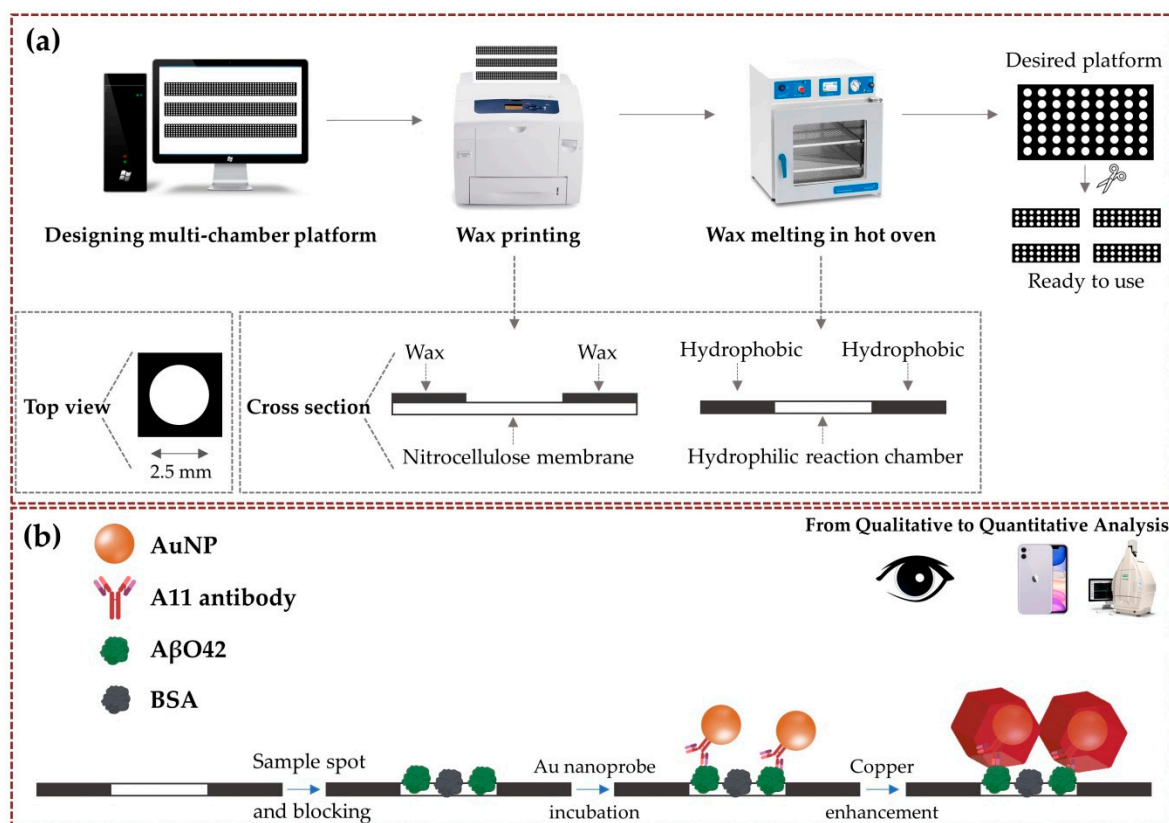 (a)
Desired platform
Designing multi-chamber platform
Wax printing
Wax melting in hot oven
Ready to use
Top view
2.5 mm
Cross section
Wax
Wax
Nitrocellulose membrane
Hydrophobic
Hydrophobic
Hydrophilic reaction chamber
(b)
From Qualitative to Quantitative Analysis
AuNP
A11 antibody
AβO42
BSA
Sample spot
and blocking
Au nanoprobe
incubation
Copper
enhancement